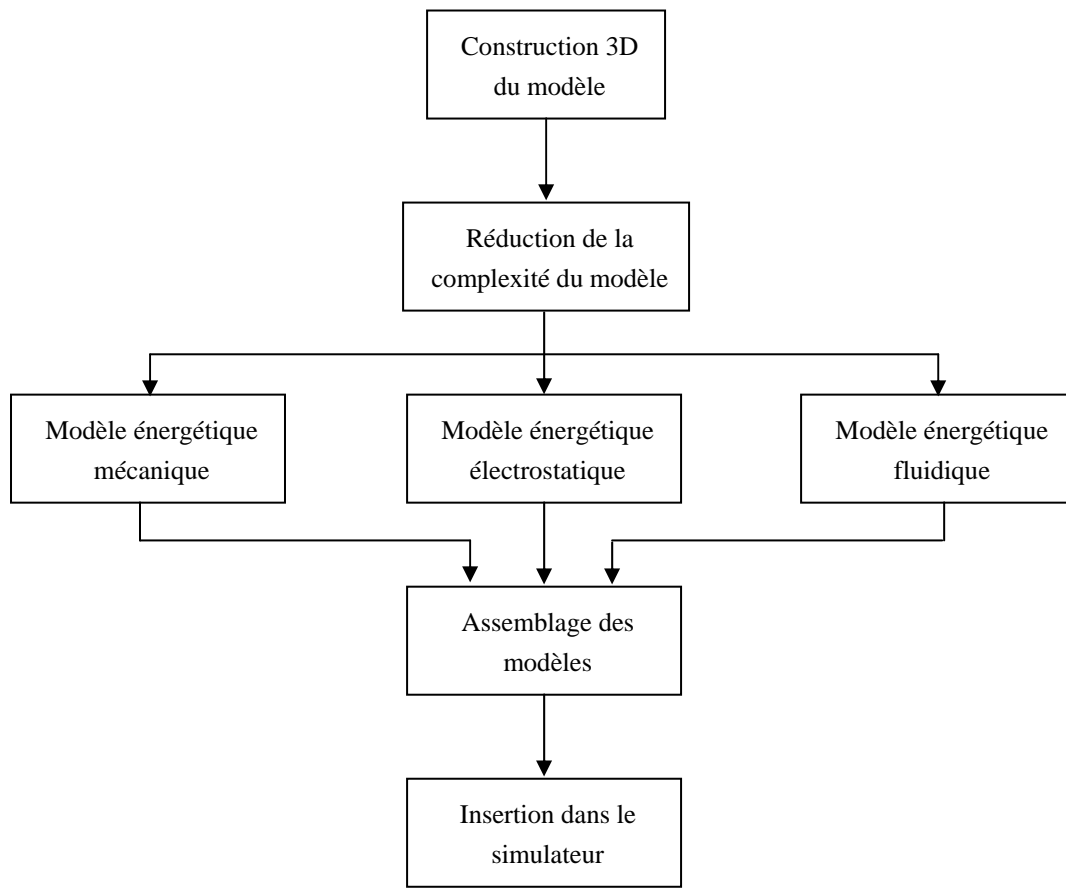 Construction 3D
du modèle
Réduction de la
complexité du modèle
Modèle énergétique
mécanique
Modèle énergétique
électrostatique
Modèle énergétique
fluidique
Assemblage des
modèles
Insertion dans le
simulateur